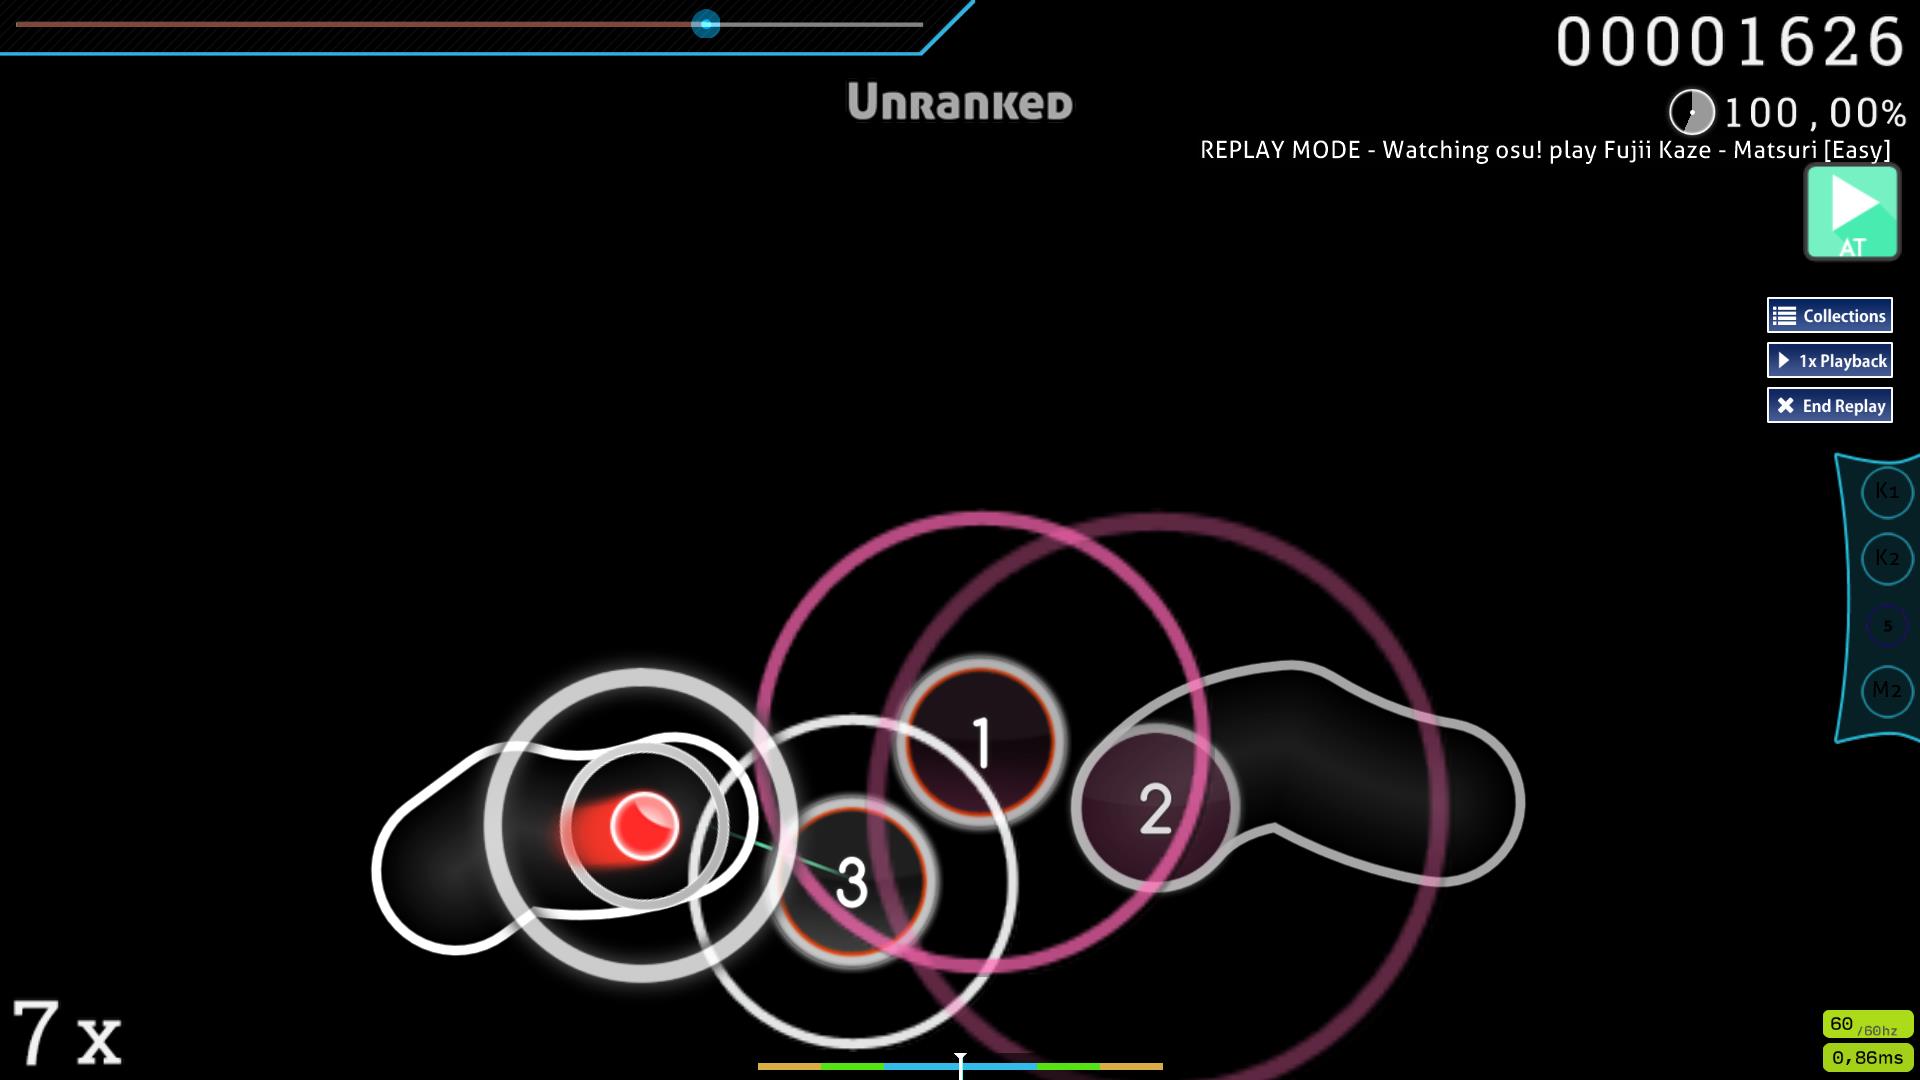 00001626
100,00%
UNRANKED
REPLAY MODE - Watching osu! play Fujii Kaze - Matsuri [Easy]
AT
Collections
1x Playback
End Replay
K1
K2
5
M2
1
2
3
7x
60/60hz
0,86ms